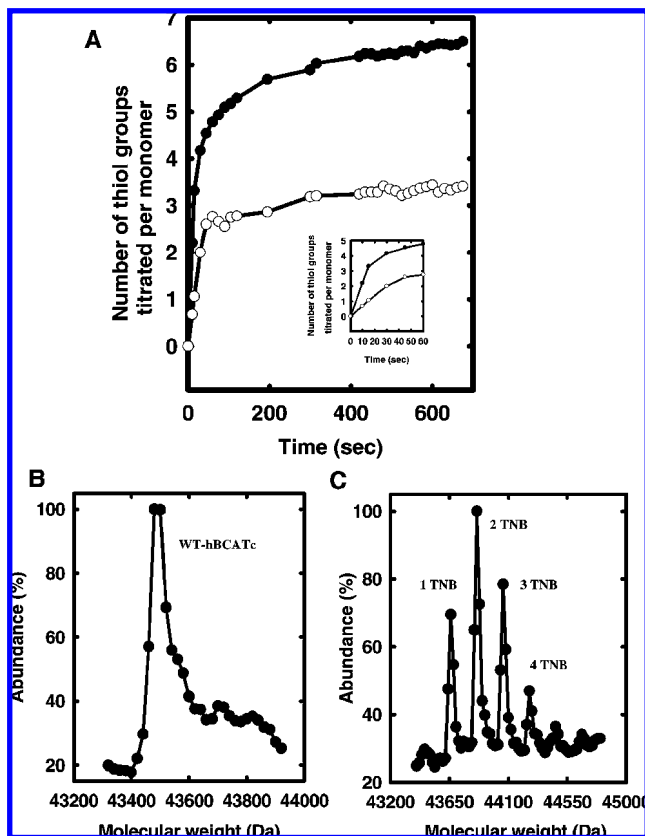 A
Number of thiol groups
titrated per monomer
7
6
5
4
3
2
1
0
0 200 400 600
Time (sec)
Number of thiol groups
titrated per monomer
5
4
3
2
1
0
0 10 20 30 40 50 60
Time (sec)
B
Abundance (%)
100
80
60
40
20
WT-hBCATc
43200 43400 43600 43800 44000
Molecular weight (Da)
C
Abundance (%)
100
80
60
40
20
1 TNB
2 TNB
3 TNB
4 TNB
43200 43650 44100 44550 45000
Molecular weight (Da)